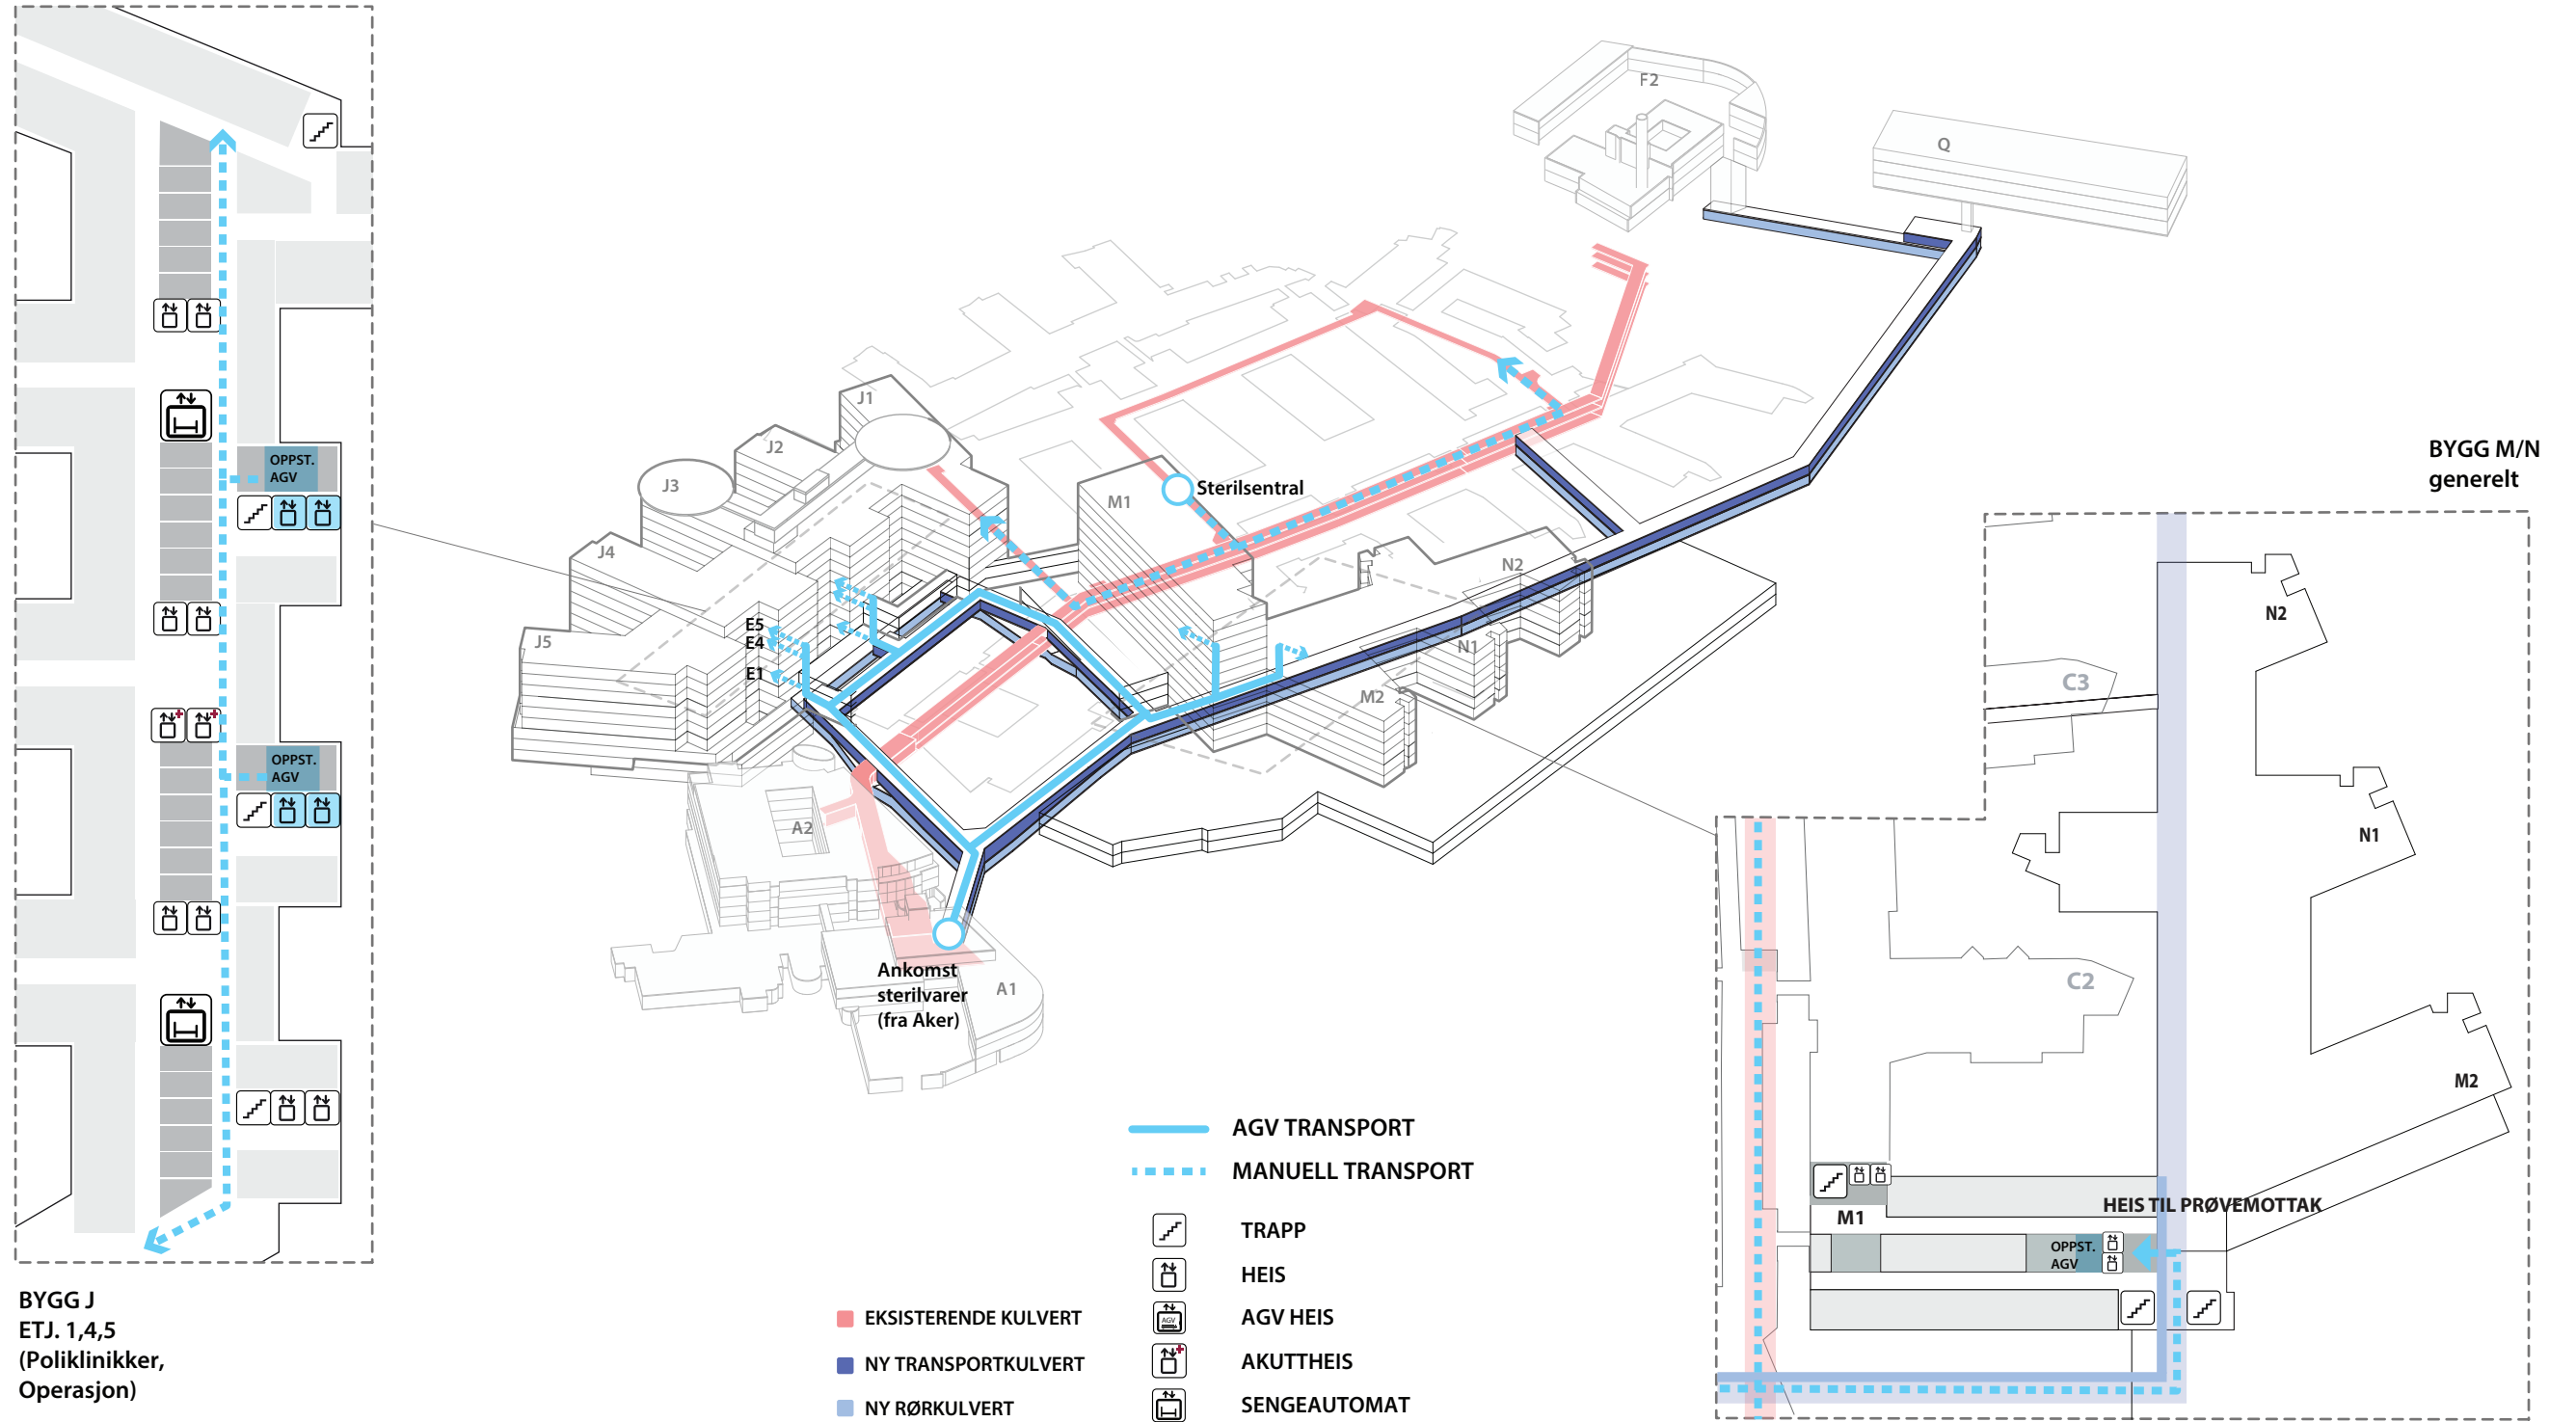 F2
Q
J1
J2
J3
J4
J5
M1
Sterilsentral
N2
N1
M2
E5
E4
E1
A2
A1
Ankomst
sterilvarer
(fra Aker)
OPPST.
AGV
OPPST.
AGV
BYGG J
ETJ. 1,4,5
(Poliklinikker,
Operasjon)
BYGG M/N
generelt
N2
C3
N1
C2
M2
HEIS TIL PRØVEMOTTAK
M1
OPPST.
AGV
AGV TRANSPORT
MANUELL TRANSPORT
TRAPP
HEIS
AGV
AGV HEIS
AKUTTHEIS
SENGEAUTOMAT
EKSISTERENDE KULVERT
NY TRANSPORTKULVERT
NY RØRKULVERT